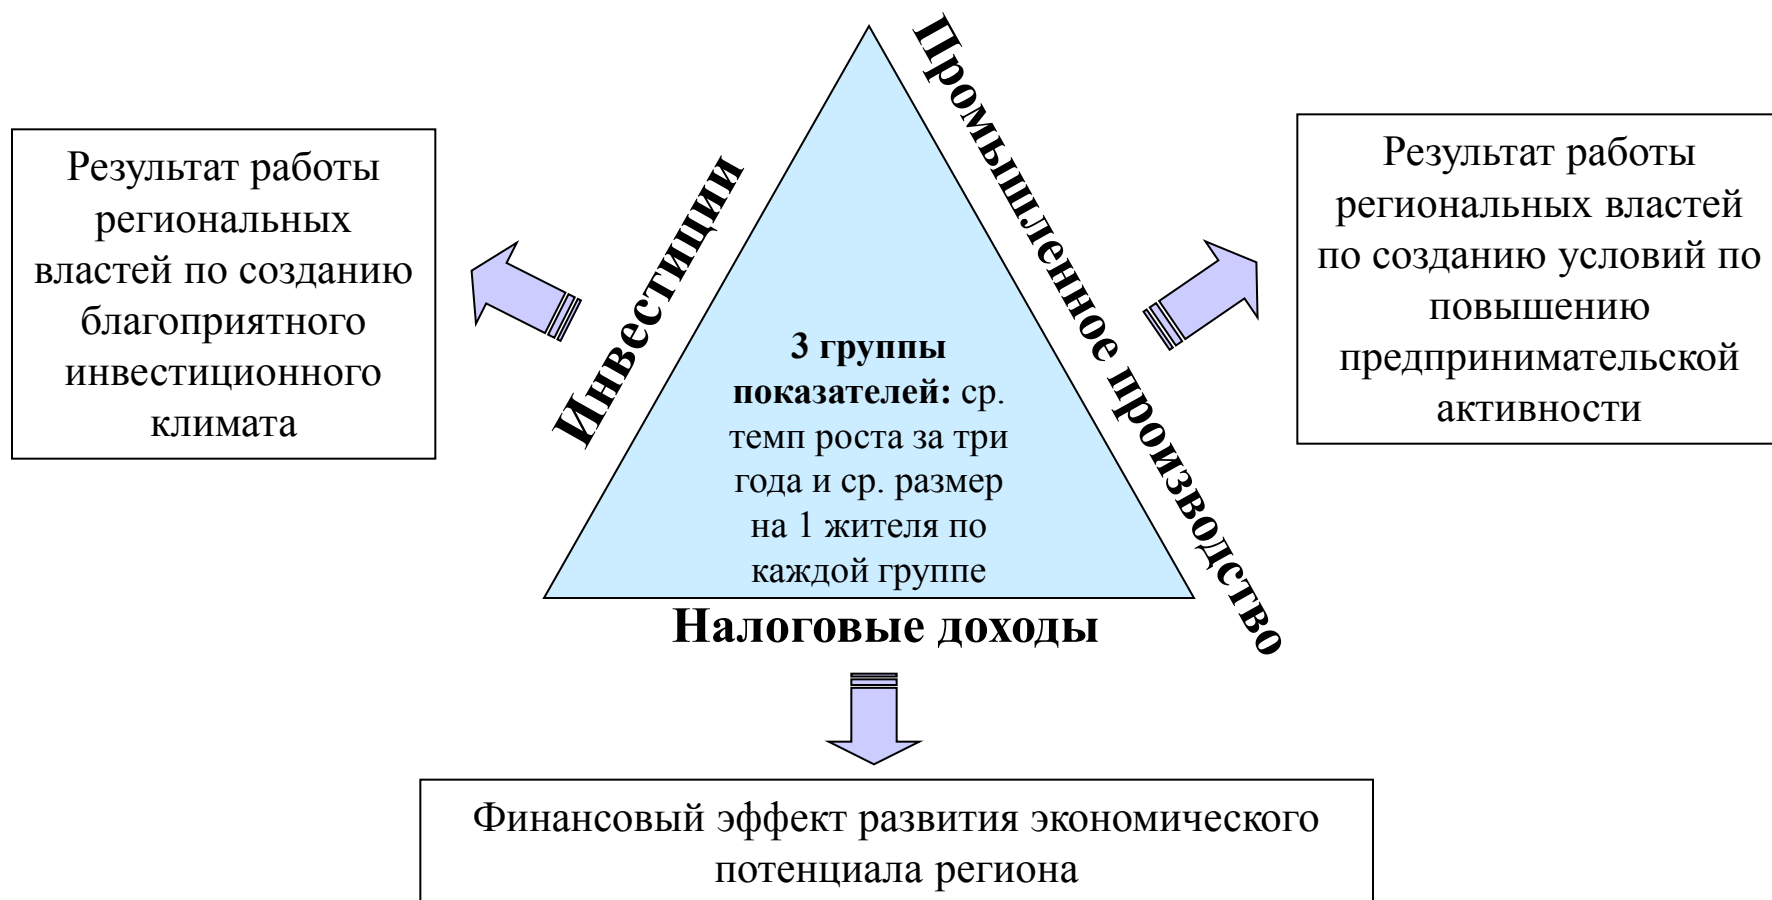 Результат работы
региональных
властей по созданию
благоприятного
инвестиционного
климата
Инвестиции
3 группы
показателей: ср.
темп роста за три
года и ср. размер
на 1 жителя по
каждой группе
Промышленное производство
Результат работы
региональных властей
по созданию условий по
повышению
предпринимательской
активности
Налоговые доходы
Финансовый эффект развития экономического
потенциала региона